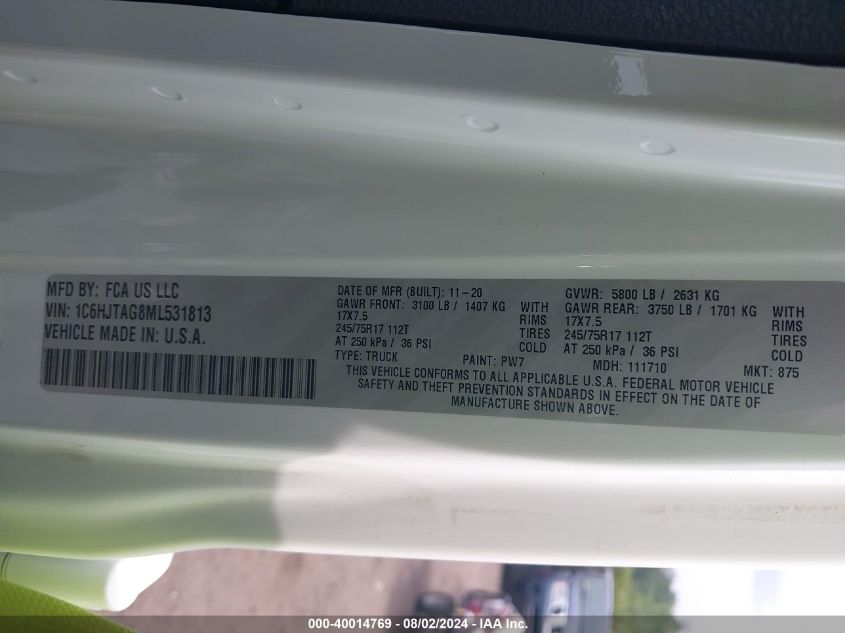 MFD BY: FCA US LLC
VIN: 1C6HJTAG8ML531813
VEHICLE MADE IN: U.S.A.
DATE OF MFR (BUILT): 11-20
GAWR FRONT: 3100 LB / 1407 KG WITH
17X7.5 RIMS
245/75R17 112T TIRES
AT 250 kPa / 36 PSI COLD
TYPE: TRUCK PAINT: PW7
GVWR: 5800 LB / 2631 KG
GAWR REAR: 3750 LB / 1701 KG WITH
17X7.5 RIMS
245/75R17 112T TIRES
AT 250 kPa / 36 PSI COLD
MDH: 111710 MKT: 875
THIS VEHICLE CONFORMS TO ALL APPLICABLE U.S.A. FEDERAL MOTOR VEHICLE
SAFETY AND THEFT PREVENTION STANDARDS IN EFFECT ON THE DATE OF
MANUFACTURE SHOWN ABOVE.
000-40014769 - 08/02/2024 - IAA Inc.